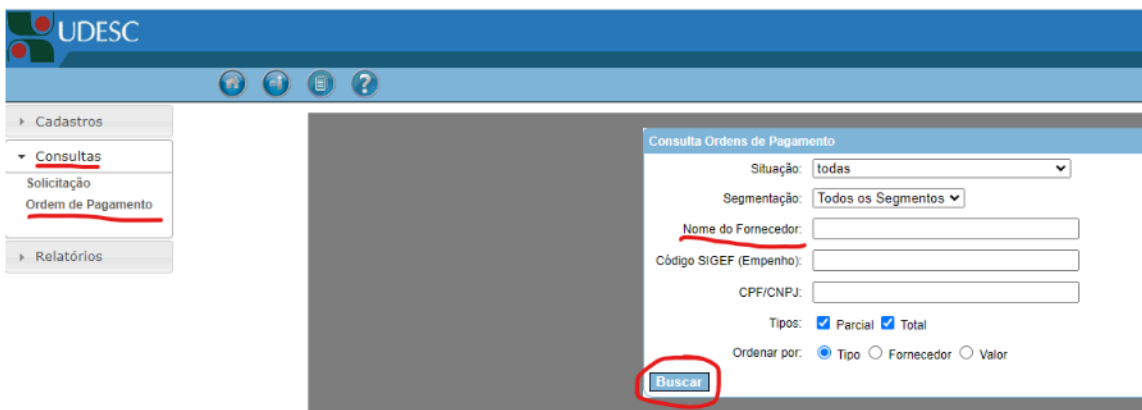 UDESC
?
Cadastros
Consultas
Solicitação
Ordem de Pagamento
Relatórios
Consulta Ordens de Pagamento
Situação: todas
Segmentação: Todos os Segmentos
Nome do Fornecedor:
Código SIGEF (Empenho):
CPF/CNPJ:
Tipos: Parcial Total
Ordenar por: Tipo Fornecedor Valor
Buscar